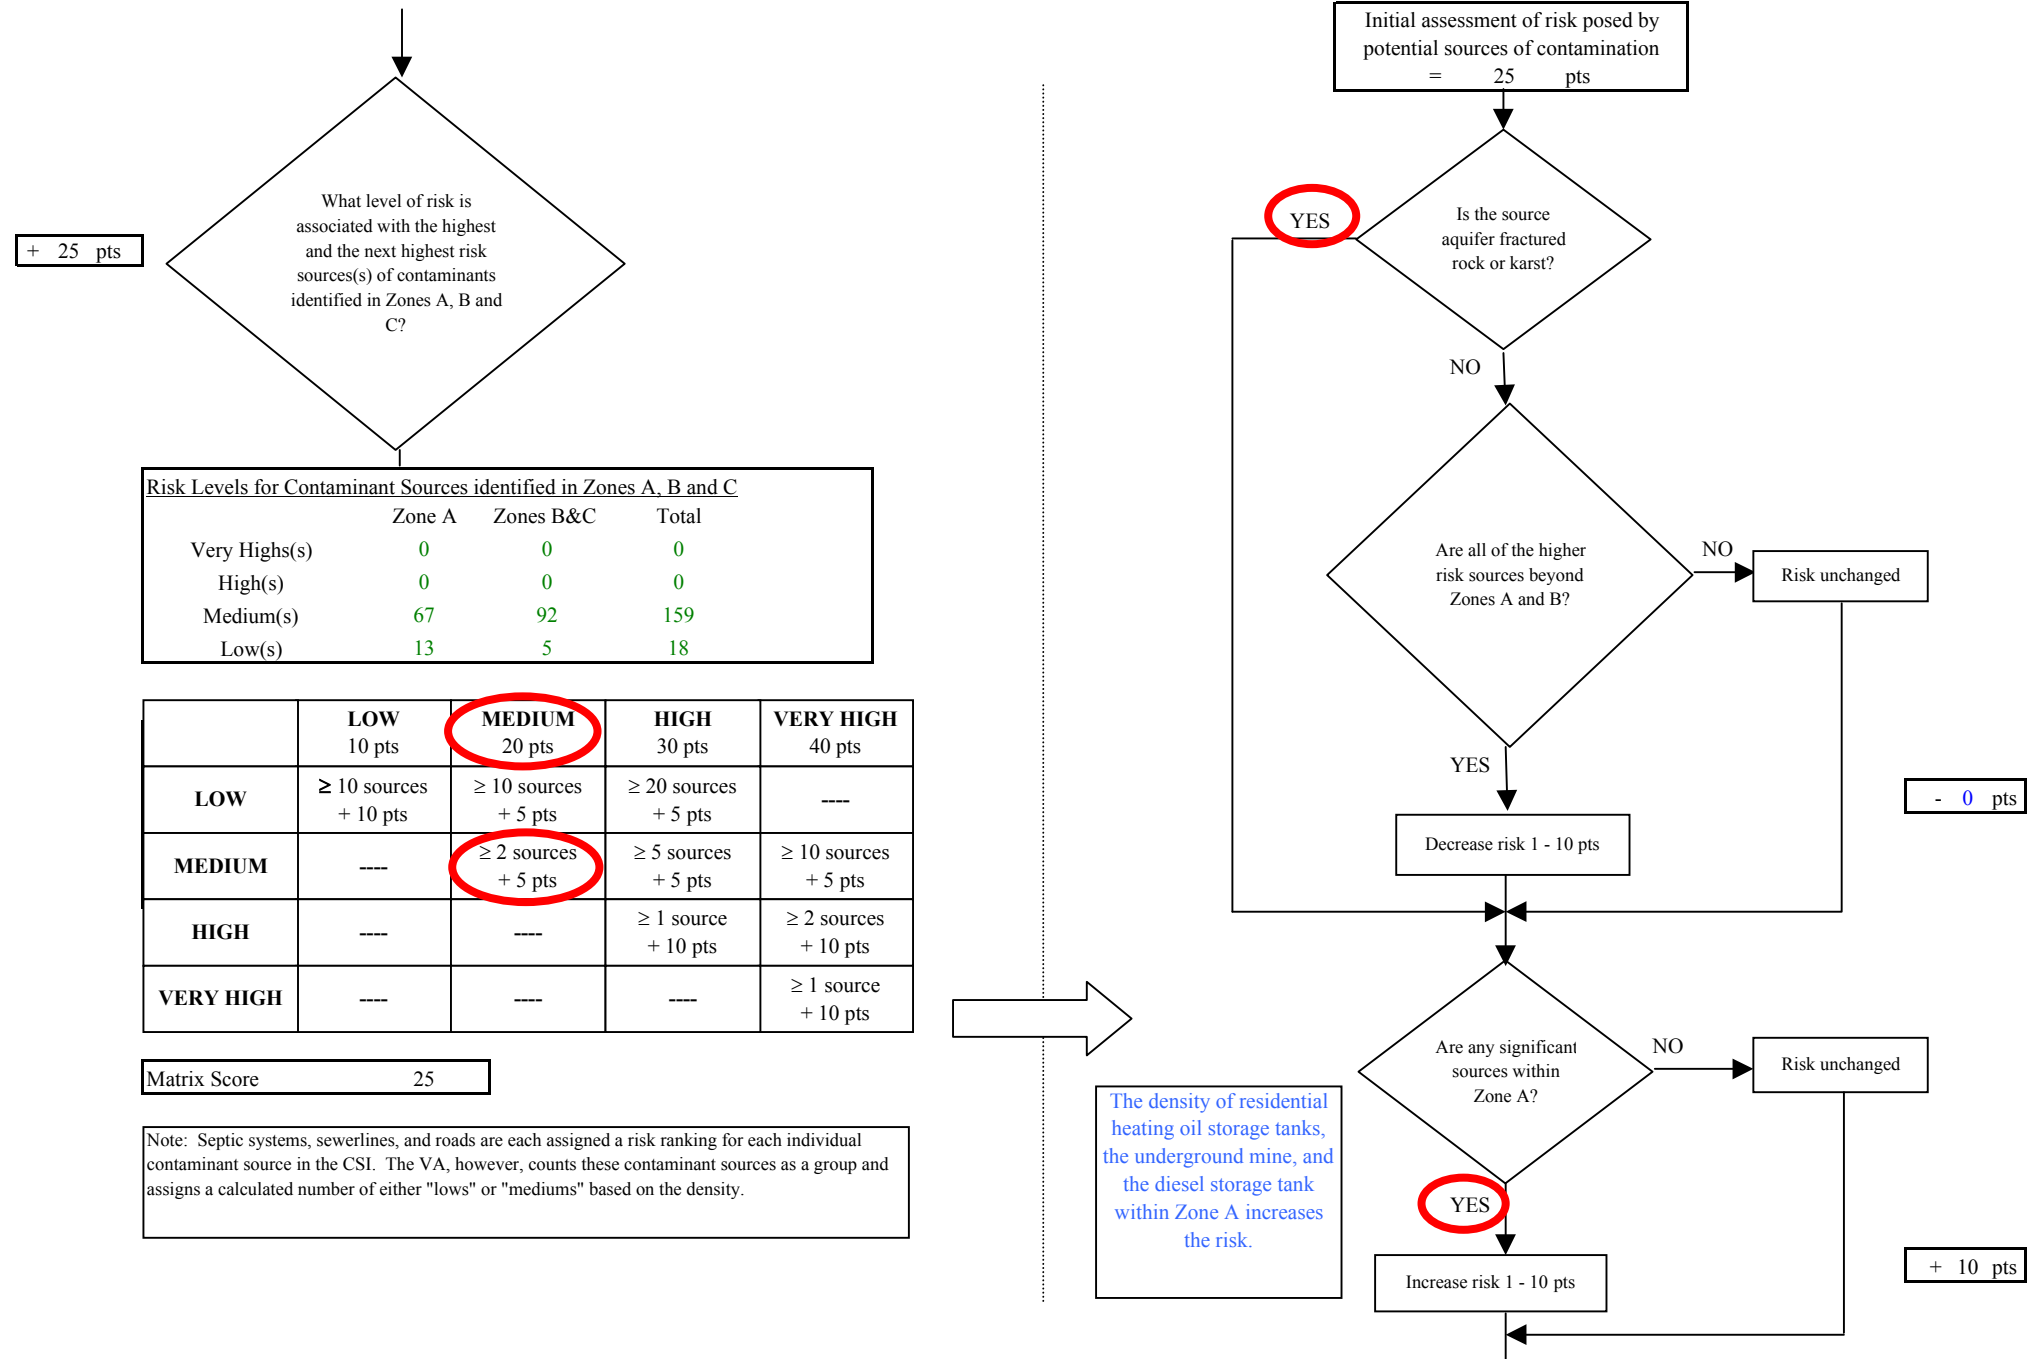 What level of risk is
associated with the highest
and the next highest risk
sources(s) of contaminants
identified in Zones A, B and
C?
+ 25 pts
Risk Levels for Contaminant Sources identified in Zones A, B and C
Zone A Zones B&C Total
Very Highs(s) 0 0 0
High(s) 0 0 0
Medium(s) 67 92 159
Low(s) 13 5 18
LOW MEDIUM HIGH VERY HIGH
10 pts 20 pts 30 pts 40 pts
LOW ≥ 10 sources ≥ 10 sources ≥ 20 sources ----
+ 10 pts + 5 pts + 5 pts
MEDIUM ---- ≥ 2 sources ≥ 5 sources ≥ 10 sources
+ 5 pts + 5 pts + 5 pts
HIGH ---- ---- ≥ 1 source ≥ 2 sources
+ 10 pts + 10 pts
VERY HIGH ---- ---- ---- ≥ 1 source
+ 10 pts
Matrix Score 25
Note: Septic systems, sewerlines, and roads are each assigned a risk ranking for each individual
contaminant source in the CSI. The VA, however, counts these contaminant sources as a group and
assigns a calculated number of either "lows" or "mediums" based on the density.
Initial assessment of risk posed by
potential sources of contamination
= 25 pts
Is the source
aquifer fractured
rock or karst?
YES
NO
Are all of the higher
risk sources beyond
Zones A and B?
NO
Risk unchanged
YES
Decrease risk 1 - 10 pts
- 0 pts
Are any significant
sources within
Zone A?
NO
Risk unchanged
The density of residential
heating oil storage tanks,
the underground mine, and
the diesel storage tank
within Zone A increases
the risk.
YES
Increase risk 1 - 10 pts
+ 10 pts